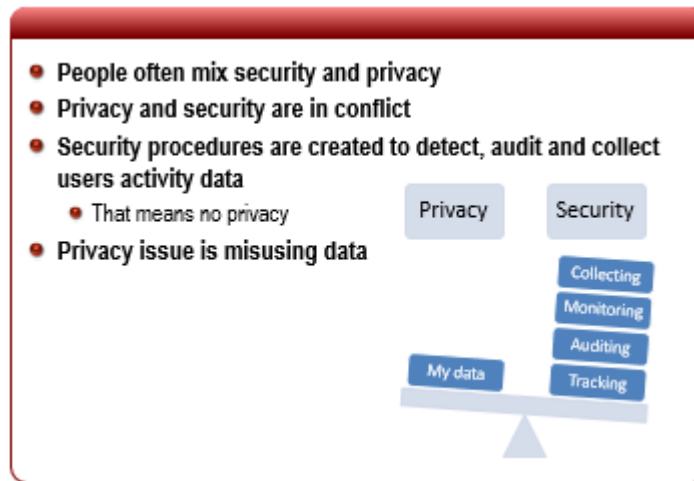 People often mix security and privacy
Privacy and security are in conflict
Security procedures are created to detect, audit and collect
users activity data
That means no privacy
Privacy issue is misusing data
Privacy
Security
Collecting
Monitoring
Auditing
My data
Tracking